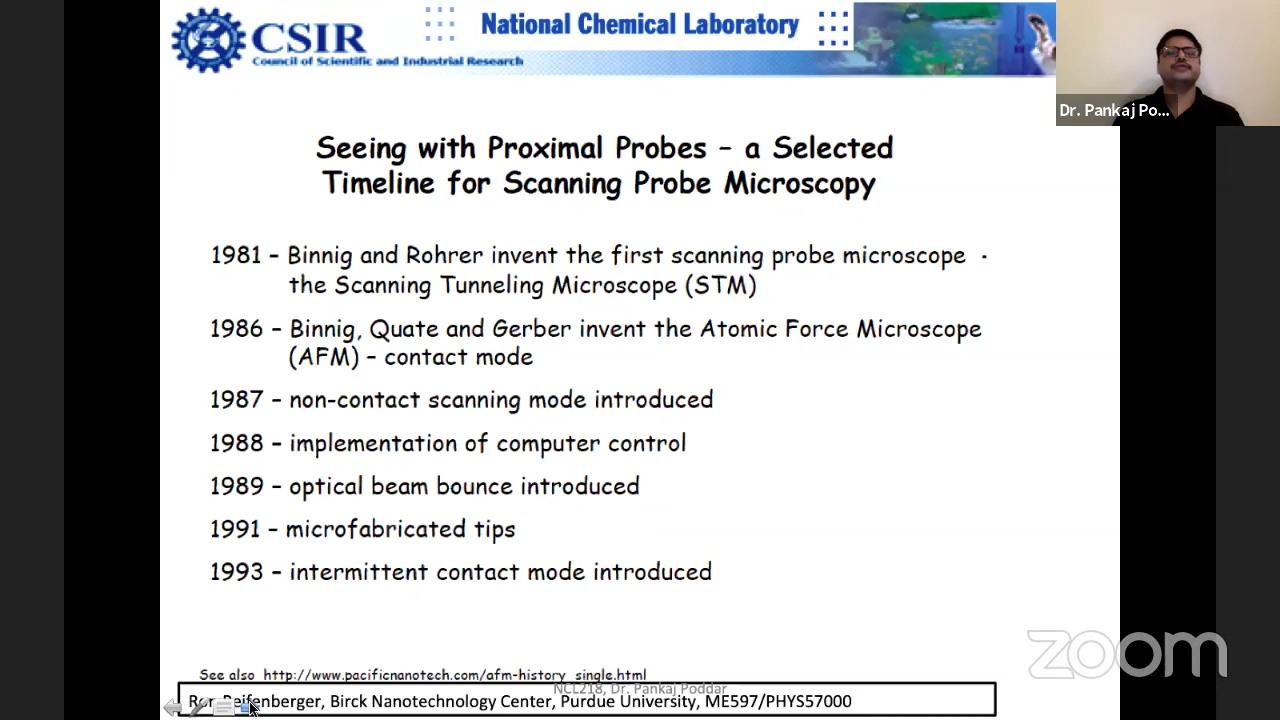 CSIR
Council of Scientific and Industrial Research
National Chemical Laboratory
Dr. Pankaj Po...
Seeing with Proximal Probes – a Selected
Timeline for Scanning Probe Microscopy
1981 – Binnig and Rohrer invent the first scanning probe microscope -
the Scanning Tunneling Microscope (STM)
1986 – Binnig, Quate and Gerber invent the Atomic Force Microscope
(AFM) – contact mode
1987 – non-contact scanning mode introduced
1988 – implementation of computer control
1989 – optical beam bounce introduced
1991 – microfabricated tips
1993 – intermittent contact mode introduced
zoom
See also http://www.pacificnanotech.com/afm-history_single.html
NCL218, Dr. Pankaj Poddar
Ron Reifenberger, Birck Nanotechnology Center, Purdue University, ME597/PHYS57000